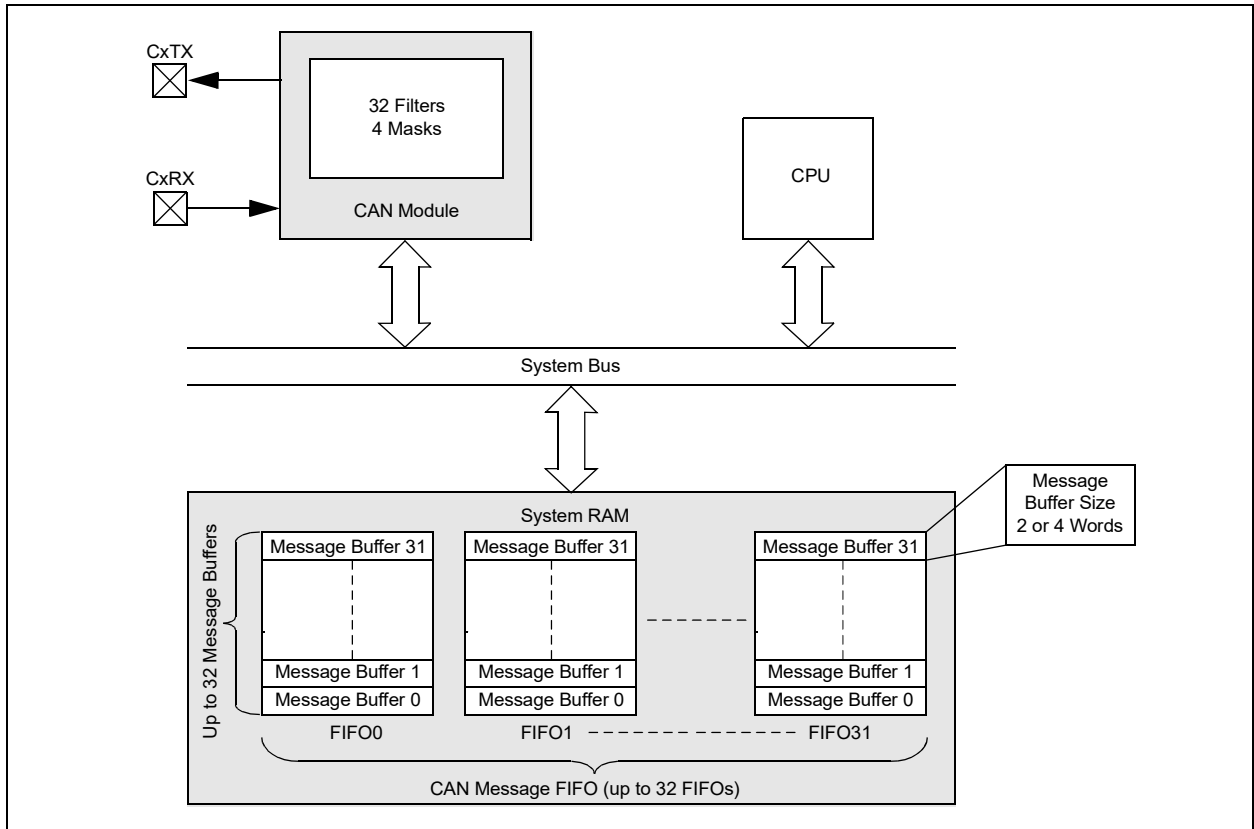 CxTX
32 Filters
4 Masks
CxRX
CAN Module
CPU
System Bus
Message
Buffer Size
2 or 4 Words
System RAM
Up to 32 Message Buffers
Message Buffer 31
Message Buffer 31
Message Buffer 31
Message Buffer 1
Message Buffer 1
Message Buffer 1
Message Buffer 0
Message Buffer 0
Message Buffer 0
FIFO0
FIFO1
FIFO31
CAN Message FIFO (up to 32 FIFOs)